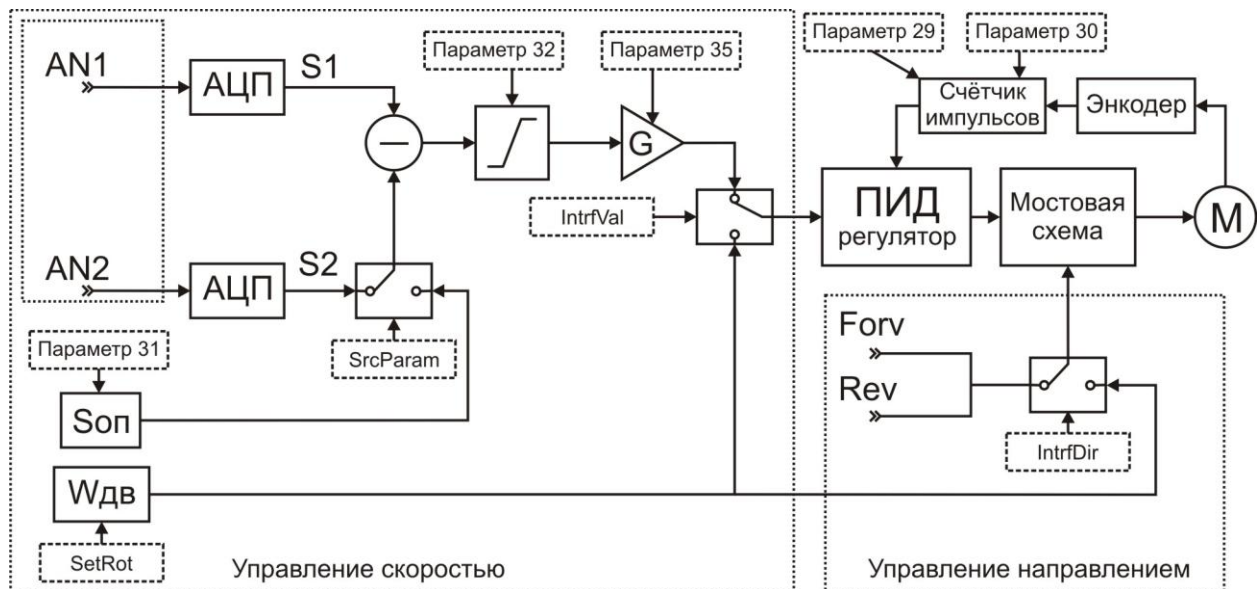 AN1
АЦП
S1
Параметр 32
Параметр 35
G
—
AN2
АЦП
S2
IntrfVal
SrcParam
Параметр 31
Sоп
Wдв
SetRot
Управление скоростью
Параметр 29
Параметр 30
Счётчик
импульсов
Энкодер
ПИД
регулятор
Мостовая
схема
М
Forv
Rev
IntrfDir
Управление направлением